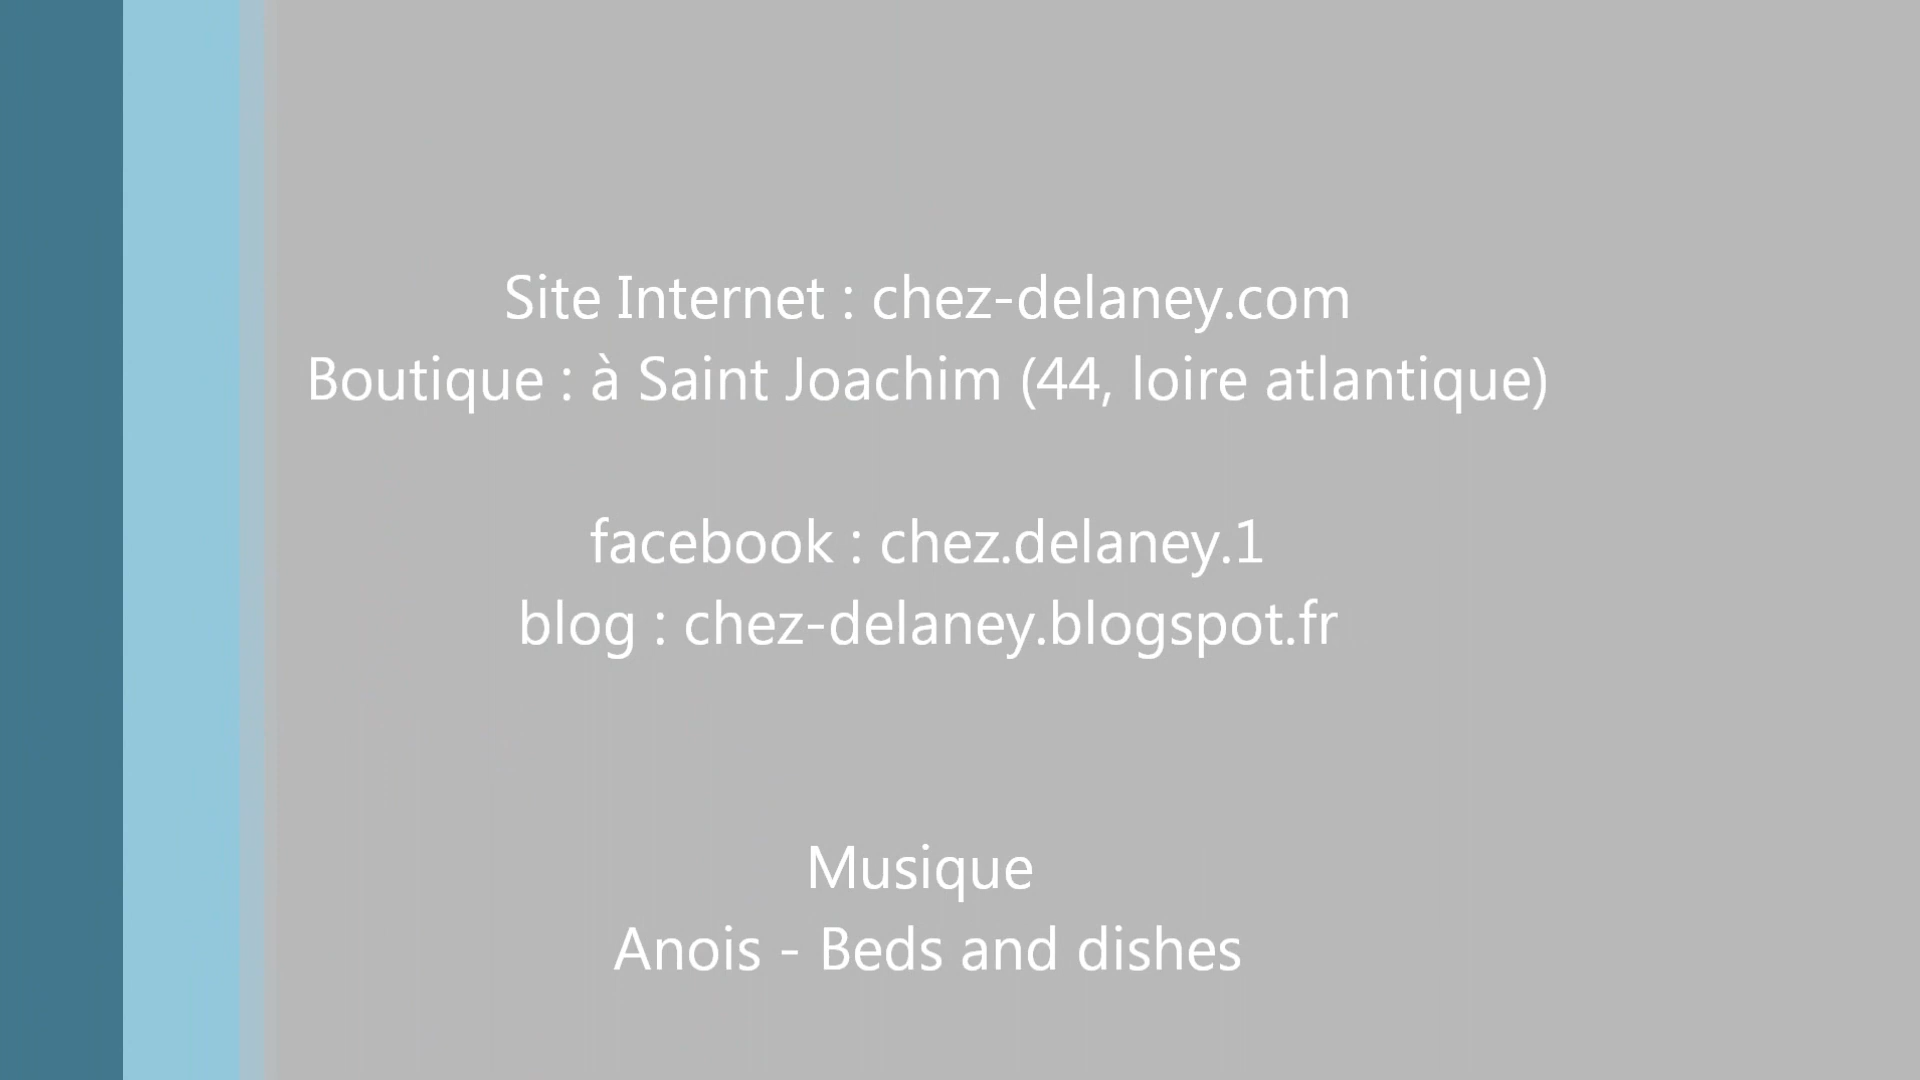 Site Internet : chez-delaney.com
Boutique : à Saint Joachim (44, loire atlantique)
facebook : chez.delaney.1
blog : chez-delaney.blogspot.fr
Musique
Anois - Beds and dishes